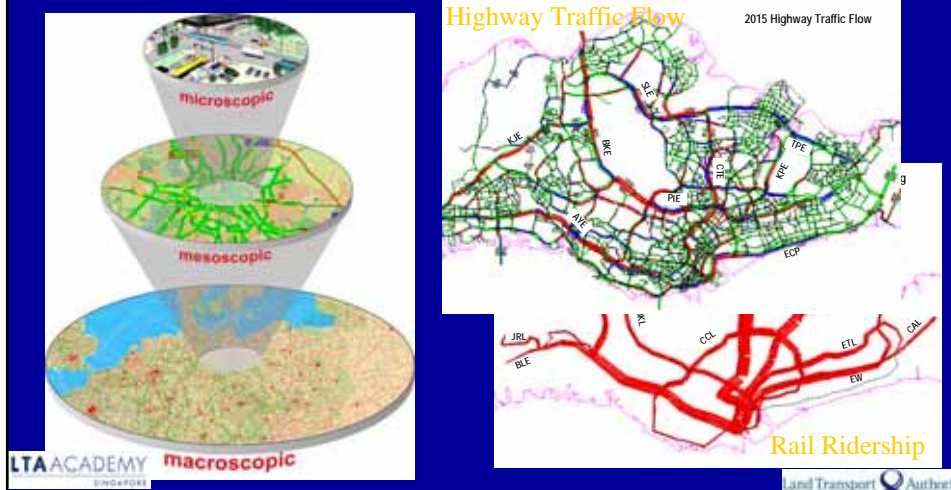 microscopic
mesoscopic
macroscopic
LTA ACADEMY
SINGAPORE
Highway Traffic Flow
2015 Highway Traffic Flow
SLE
KJE
BKE
TPE
CTE
KPE
PIE
AYE
ECP
g
JRL
BLE
CCL
ETL
CAL
EW
Rail Ridership
Land Transport Author